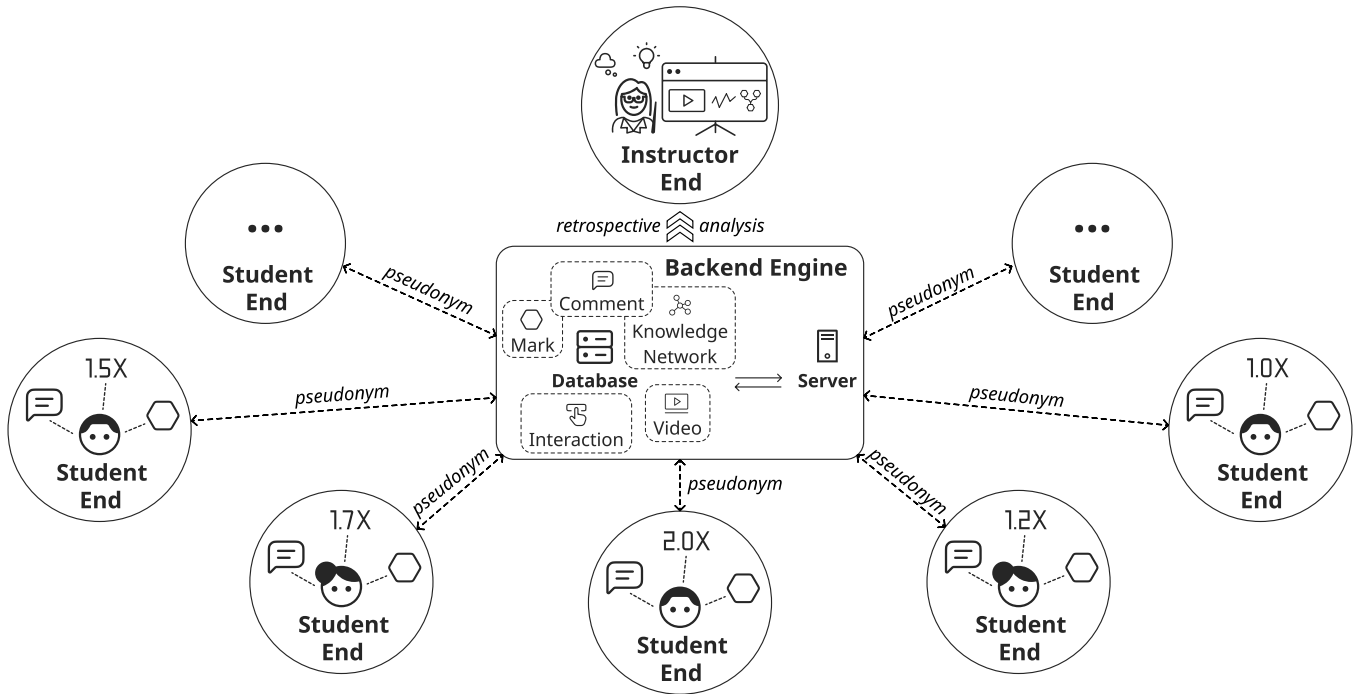 Instructor
End
retrospective analysis
••• 
Student
End
pseudonym
•••
Student
End
pseudonym
Backend Engine
Comment
Mark
Knowledge
Network
Database
Server
Interaction
Video
1.5X
Student
End
pseudonym
1.0X
Student
End
pseudonym
1.7X
Student
End
pseudonym
2.0X
Student
End
pseudonym
1.2X
Student
End
pseudonym